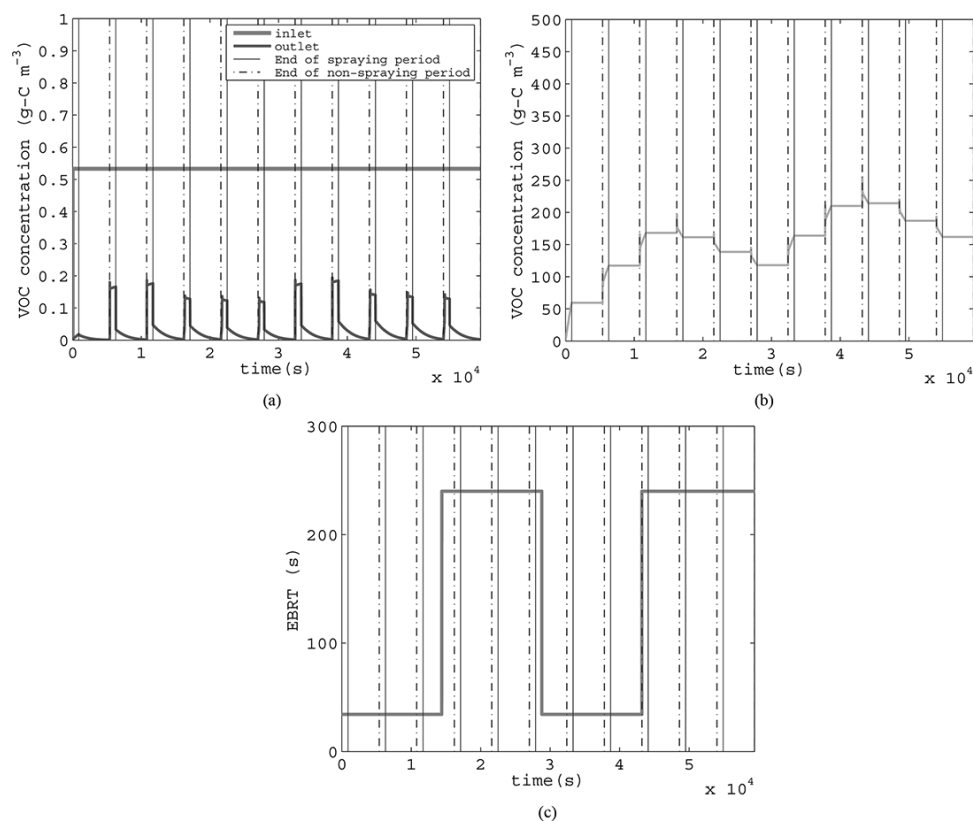 VOC concentration (g-C m⁻³)
1
0.9
0.8
0.7
0.6
0.5
0.4
0.3
0.2
0.1
0
inlet
outlet
End of spraying period
End of non-spraying period
0 1 2 3 4 5
time(s)
x 10⁴
(a)
VOC concentration (g-C m⁻³)
500
450
400
350
300
250
200
150
100
50
0
0 1 2 3 4 5
time(s)
x 10⁴
(b)
EBRT (s)
300
200
100
0
0 1 2 3 4 5
time(s)
x 10⁴
(c)